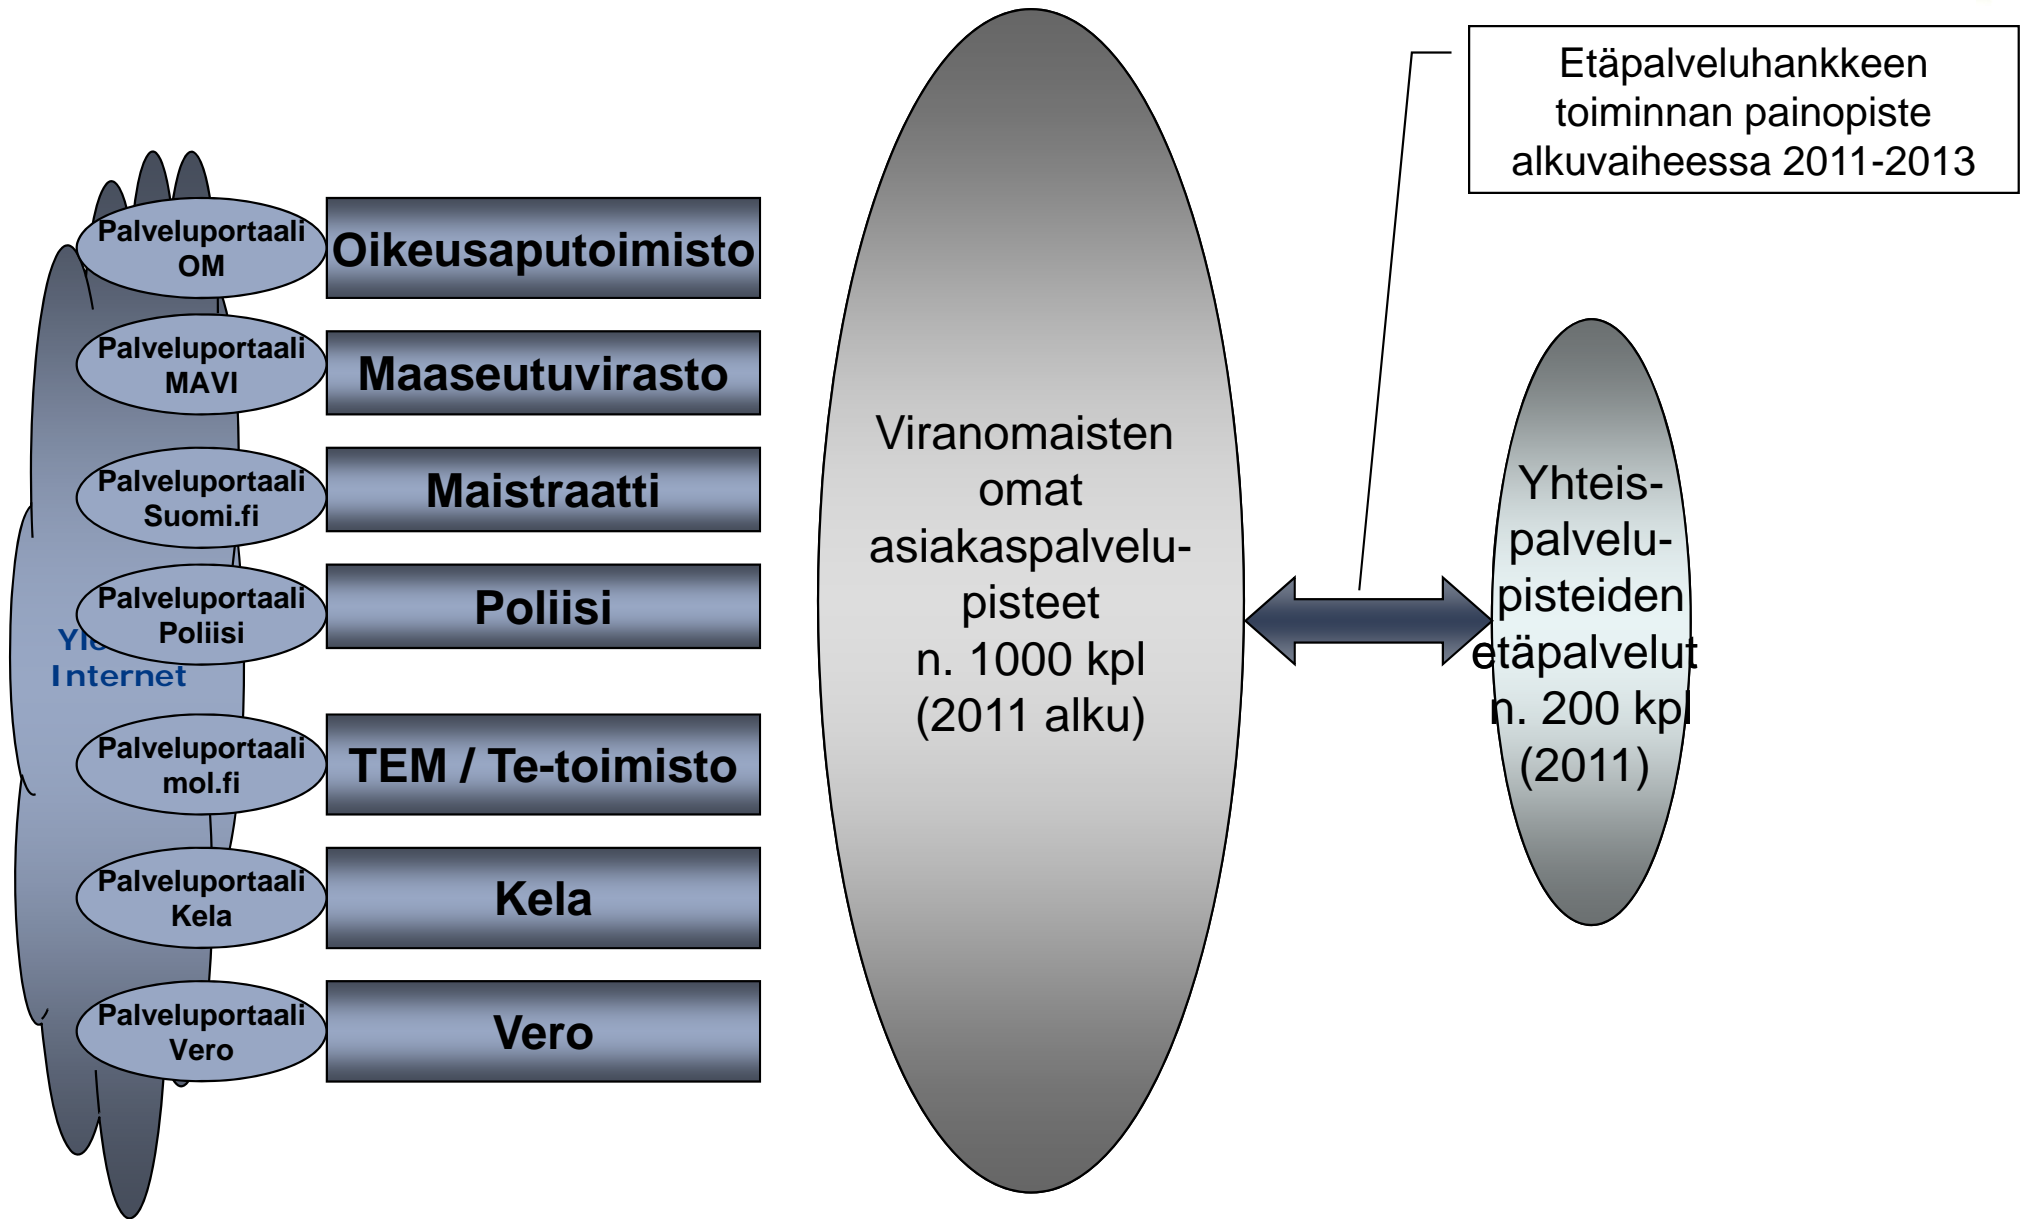 Etäpalveluhankkeen
toiminnan painopiste
alkuvaiheessa 2011-2013
Palveluportaali
OM
Oikeusaputoimisto
Palveluportaali
MAVI
Maaseutuvirasto
Palveluportaali
Suomi.fi
Maistraatti
Palveluportaali
Poliisi
Poliisi
Internet
Palveluportaali
mol.fi
TEM / Te-toimisto
Palveluportaali
Kela
Kela
Palveluportaali
Vero
Vero
Viranomaisten
omat
asiakaspalvelu-
pisteet
n. 1000 kpl
(2011 alku)
Yhteis-
palvelu-
pisteiden
etäpalvelut
n. 200 kpl
(2011)